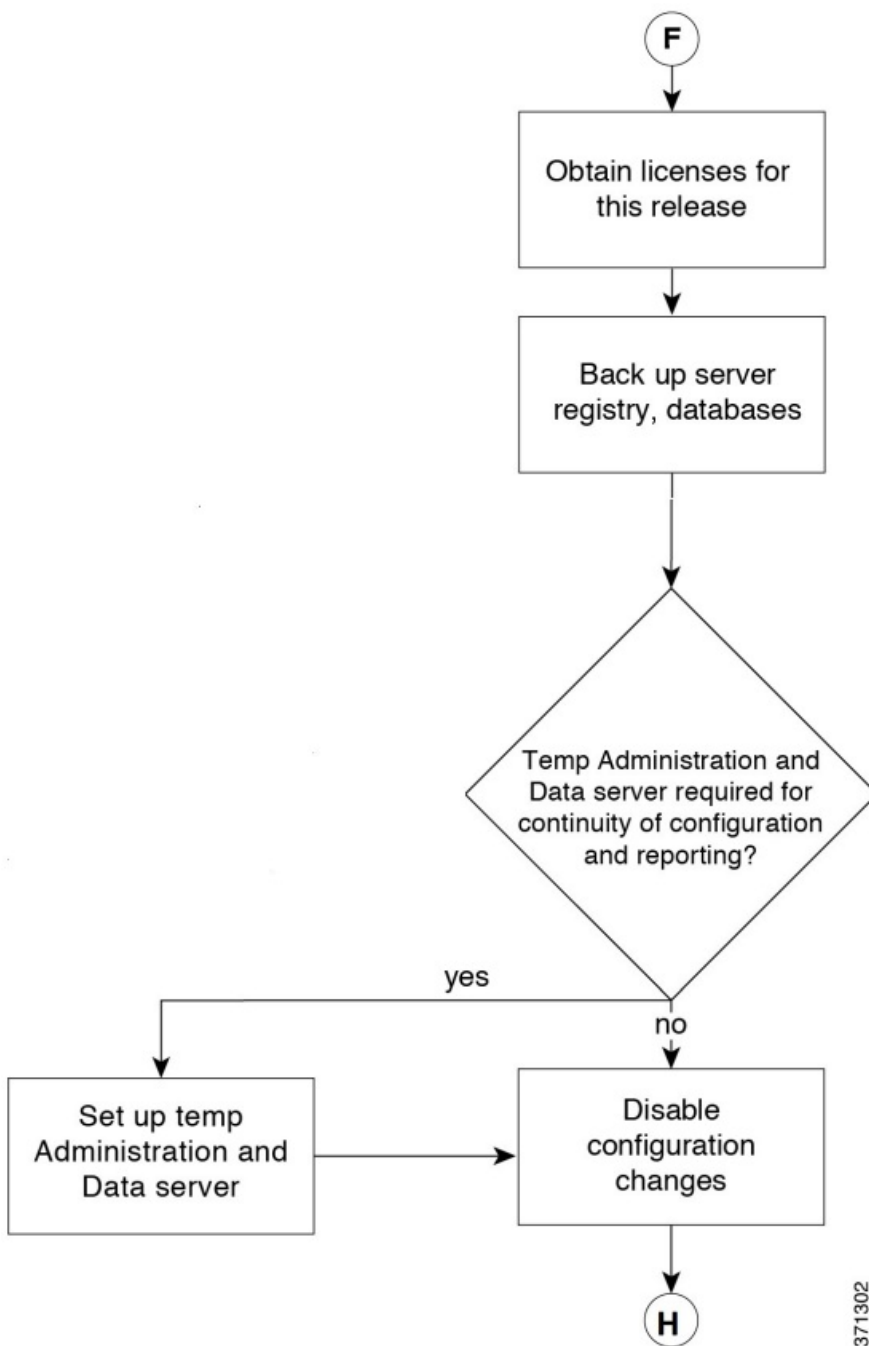 F
Obtain licenses for
this release
Back up server
registry, databases
Temp Administration and
Data server required for
continuity of configuration
and reporting?
yes
no
Set up temp
Administration and
Data server
Disable
configuration
changes
H
371302